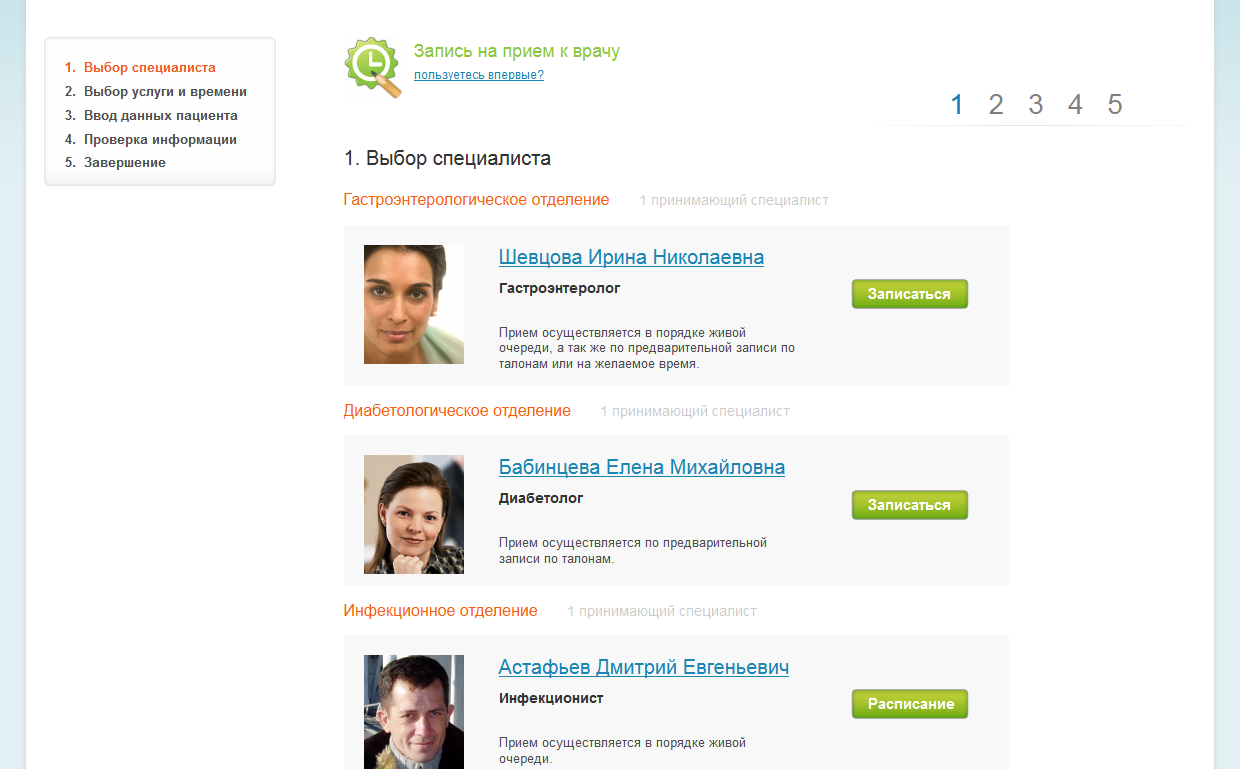 1. Выбор специалиста
2. Выбор услуги и времени
3. Ввод данных пациента
4. Проверка информации
5. Завершение
Запись на прием к врачу
пользуетесь впервые?
1 2 3 4 5
1. Выбор специалиста
Гастроэнтерологическое отделение 1 принимающий специалист
Шевцова Ирина Николаевна
Гастроэнтеролог
Записаться
Прием осуществляется в порядке живой
очереди, а так же по предварительной записи по
талонам или на желаемое время.
Диабетологическое отделение 1 принимающий специалист
Бабинцева Елена Михайловна
Диабетолог
Записаться
Прием осуществляется по предварительной
записи по талонам.
Инфекционное отделение 1 принимающий специалист
Астафьев Дмитрий Евгеньевич
Инфекционист
Расписание
Прием осуществляется в порядке живой
очереди.